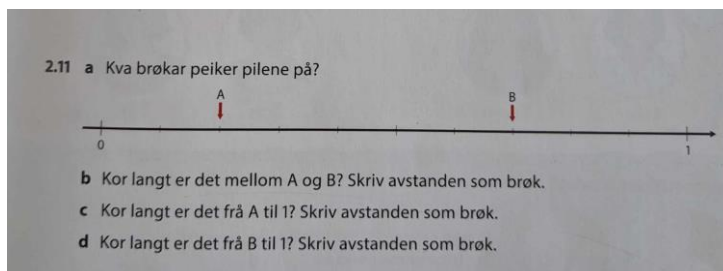 2.11 a Kva brøkar peiker pilene på?
A B
0 1
b Kor langt er det mellom A og B? Skriv avstanden som brøk.
c Kor langt er det frå A til 1? Skriv avstanden som brøk.
d Kor langt er det frå B til 1? Skriv avstanden som brøk.